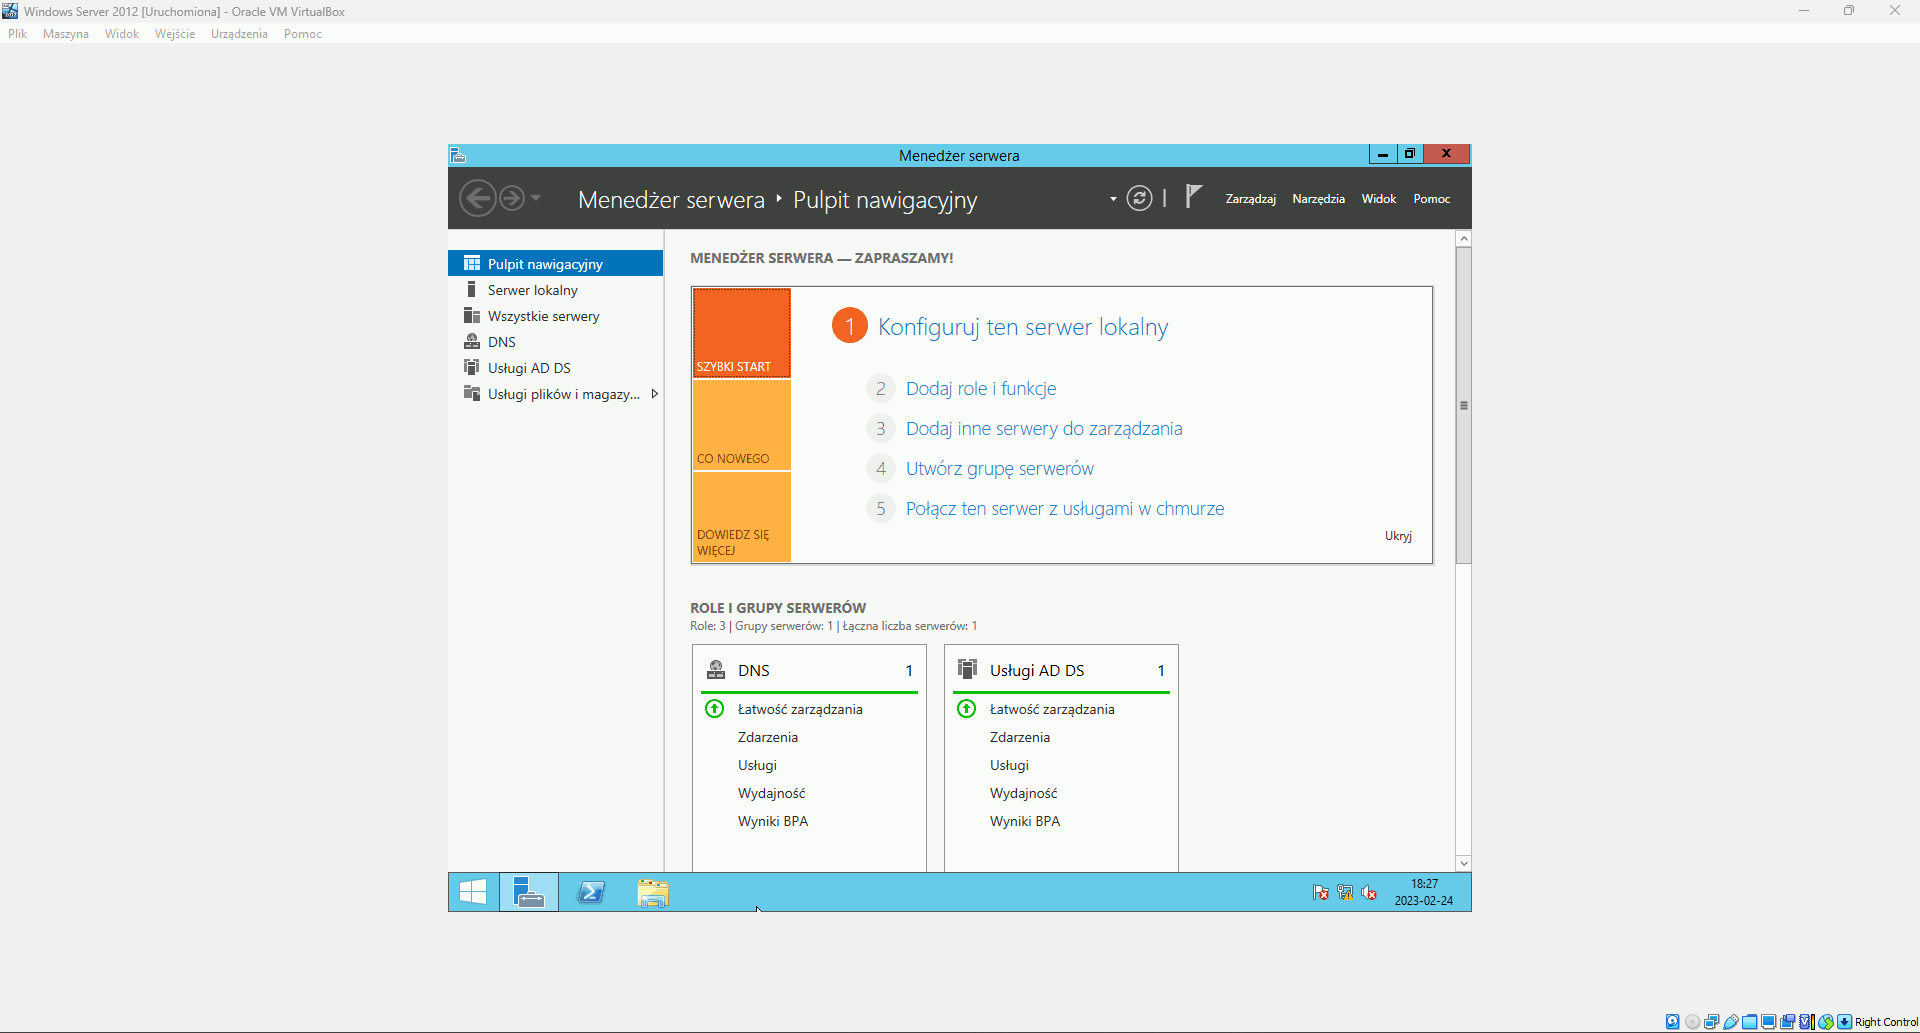 Windows Server 2012 [Uruchomiona] - Oracle VM VirtualBox
Plik Maszyna Widok Wejście Urządzenia Pomoc
Menedżer serwera
Menedżer serwera Pulpit nawigacyjny
Zarządzaj Narzędzia Widok Pomoc
Pulpit nawigacyjny
Serwer lokalny
Wszystkie serwery
DNS
Usługi AD DS
Usługi plików i magazy...
MENEDŻER SERWERA — ZAPRASZAMY!
SZYBKI START
CO NOWEGO
DOWIEDZ SIĘ
WIĘCEJ
1 Konfiguruj ten serwer lokalny
2 Dodaj role i funkcje
3 Dodaj inne serwery do zarządzania
4 Utwórz grupę serwerów
5 Połącz ten serwer z usługami w chmurze
Ukryj
ROLE I GRUPY SERWERÓW
Role: 3 | Grupy serwerów: 1 | Łączna liczba serwerów: 1
DNS 1
Łatwość zarządzania
Zdarzenia
Usługi
Wydajność
Wyniki BPA
Usługi AD DS 1
Łatwość zarządzania
Zdarzenia
Usługi
Wydajność
Wyniki BPA
18:27
2023-02-24
Right Control